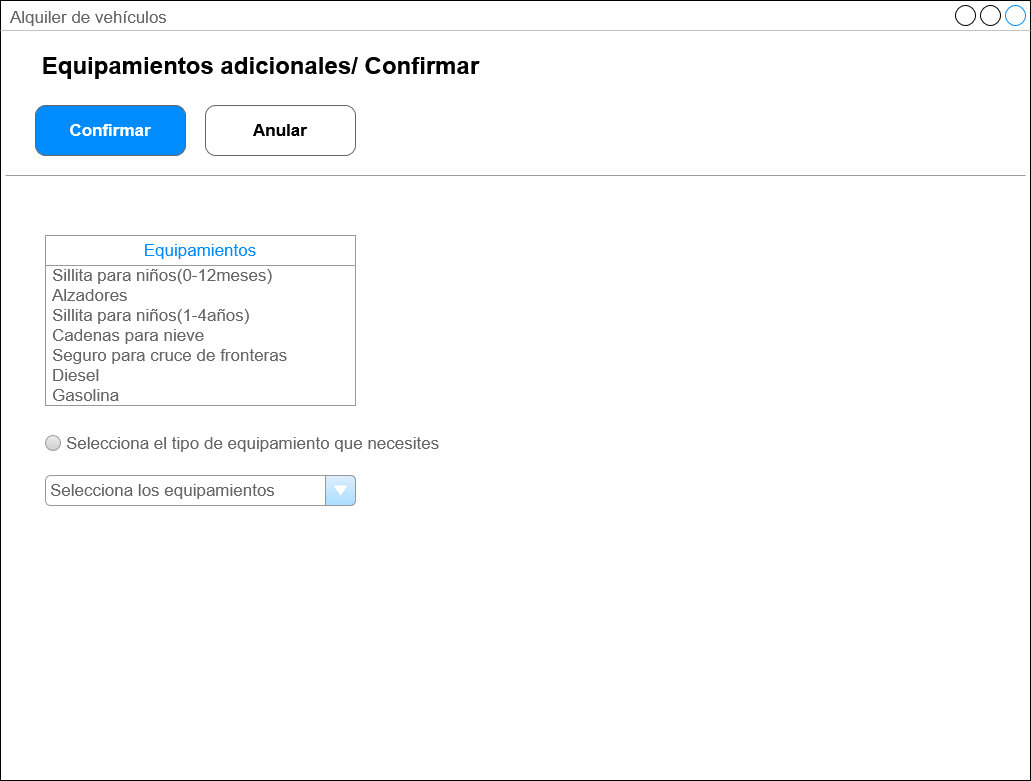 Alquiler de vehículos
Equipamientos adicionales/ Confirmar
Confirmar
Anular
Equipamientos
Sillita para niños(0-12meses)
Alzadores
Sillita para niños(1-4años)
Cadenas para nieve
Seguro para cruce de fronteras
Diesel
Gasolina
Selecciona el tipo de equipamiento que necesites
Selecciona los equipamientos